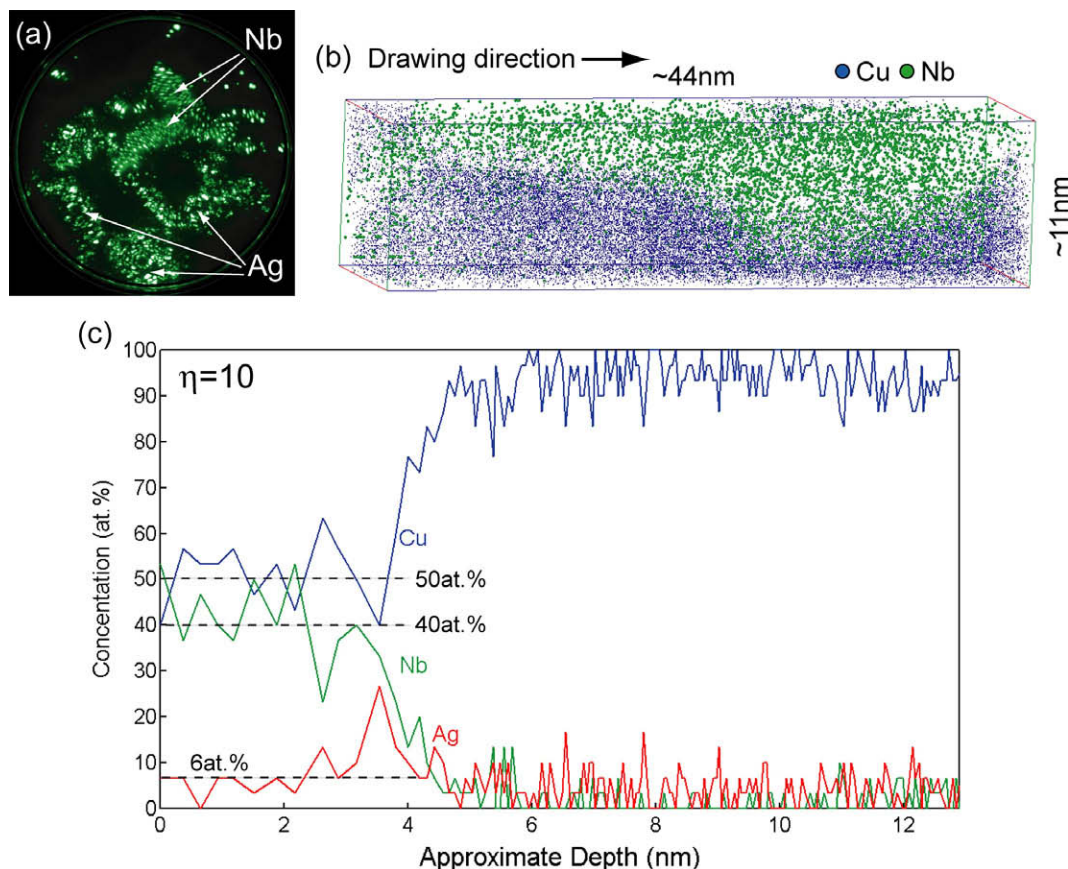 (a)
Nb
Ag
(b) Drawing direction
~44nm
Cu Nb
~11nm
(c)
η=10
100
90
80
70
60
50
40
30
20
10
0
Concentration (at.%)
Cu
50at.%
40at.%
Nb
Ag
6at.%
0 2 4 6 8 10 12
Approximate Depth (nm)